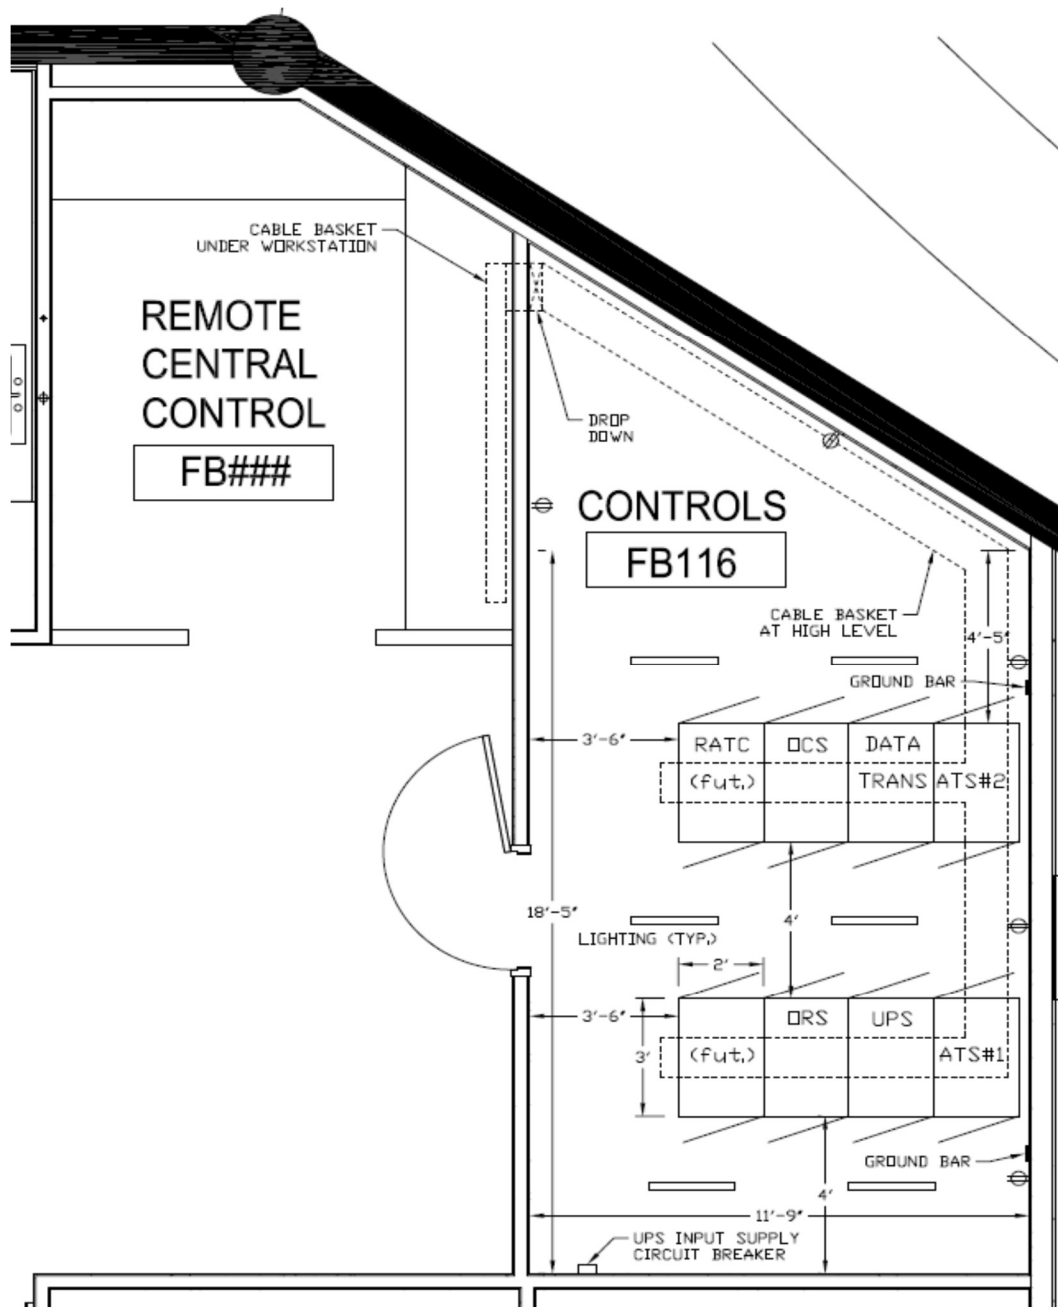 CABLE BASKET
UNDER WORKSTATION
REMOTE
CENTRAL
CONTROL
FB###
DROP
DOWN
CONTROLS
FB116
CABLE BASKET
AT HIGH LEVEL
4'-5"
GROUND BAR
3'-6"
RATC
OCS
DATA
(fut.)
TRANS
ATS#2
18'-5"
4'
LIGHTING (TYP.)
2'
3'-6"
ORS
UPS
3'
(fut.)
ATS#1
GROUND BAR
4'
11'-9"
UPS INPUT SUPPLY
CIRCUIT BREAKER